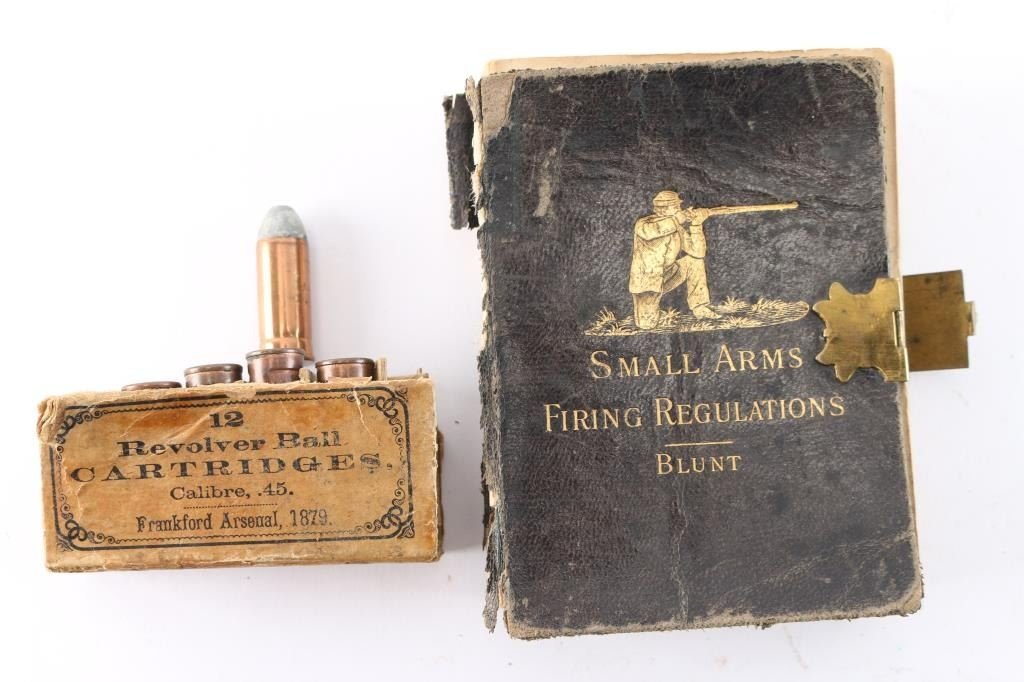 12
Revolver Ball
CARTRIDGES.
Calibre, .45.
Frankford Arsenal, 1879.
SMALL ARMS
FIRING REGULATIONS
BLUNT